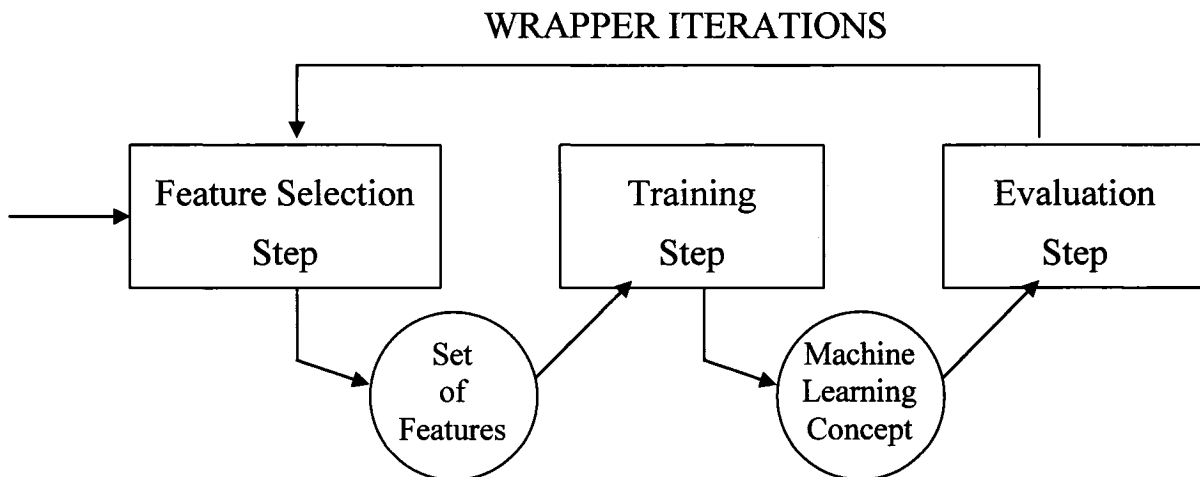 WRAPPER ITERATIONS
Feature Selection
Step
Training
Step
Evaluation
Step
Set
of
Features
Machine
Learning
Concept